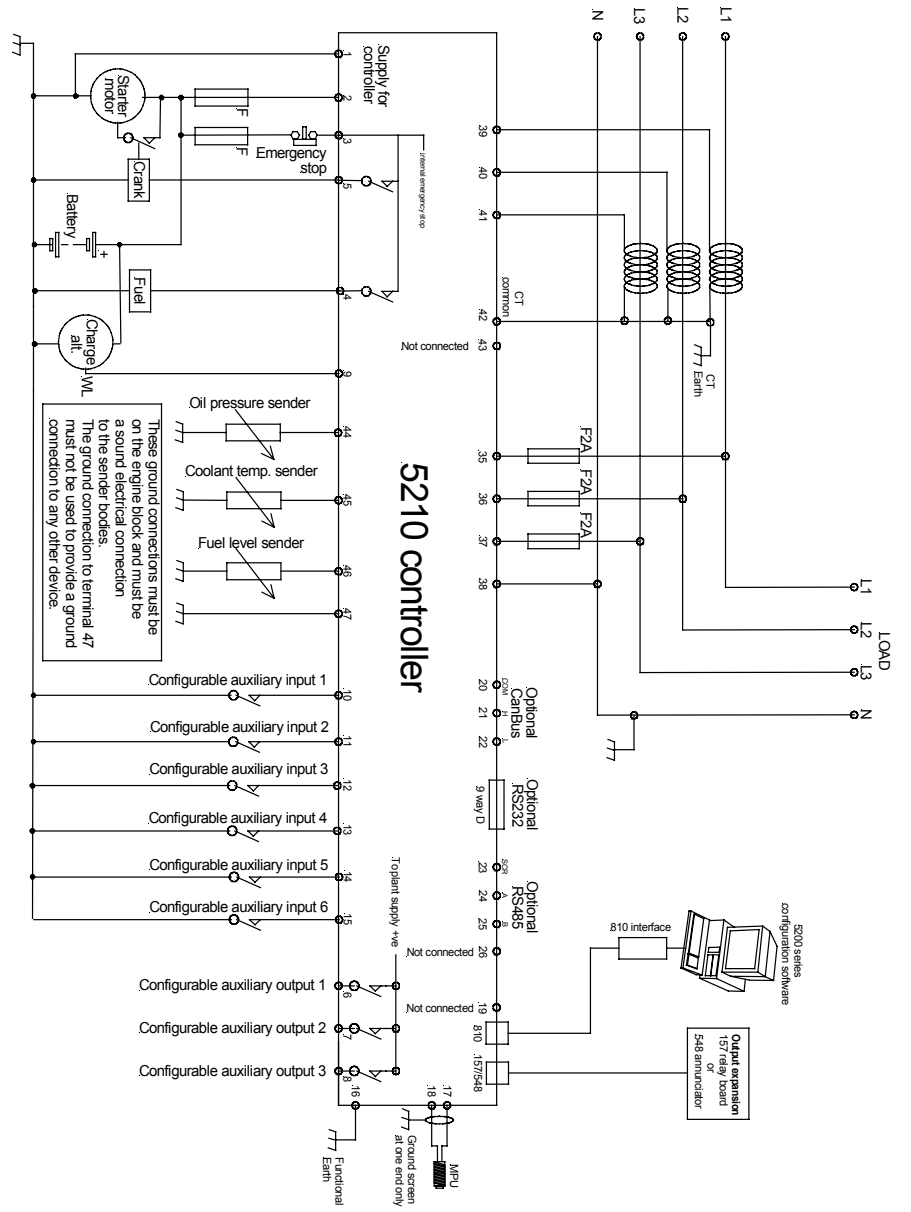 N
L3
L2
L1
1
Supply for
controller
2
3
5
4
9
Starter
motor
F
F
Emergency
stop
internal emergency stop
Crank
Battery
+
Fuel
Charge
alt.
WL
39
40
41
42
CT
common
43
Not connected
CT
Earth
Oil pressure sender
44
Coolant temp. sender
45
Fuel level sender
46
47
These ground connections must be
on the engine block and must be
a sound electrical connection
to the sender bodies.
The ground connection to terminal 47
must not be used to provide a ground
connection to any other device.
5210 controller
35
F2A
36
F2A
37
F2A
38
L1
L2
L3
N
LOAD
20
COM
21
H
22
L
Optional
CanBus
Optional
RS232
9 way D
23
SCR
24
A
25
B
Optional
RS485
26
Not connected
19
Not connected
810
157/548
Configurable auxiliary input 1
10
Configurable auxiliary input 2
11
Configurable auxiliary input 3
12
Configurable auxiliary input 4
13
Configurable auxiliary input 5
14
Configurable auxiliary input 6
15
To plant supply +ve
Configurable auxiliary output 1
6
Configurable auxiliary output 2
7
Configurable auxiliary output 3
8
16
Functional
Earth
18
17
Ground screen
at one end only
MPU
810 interface
5200 series
configuration software
Output expansion
157 relay board
or
548 annunciator